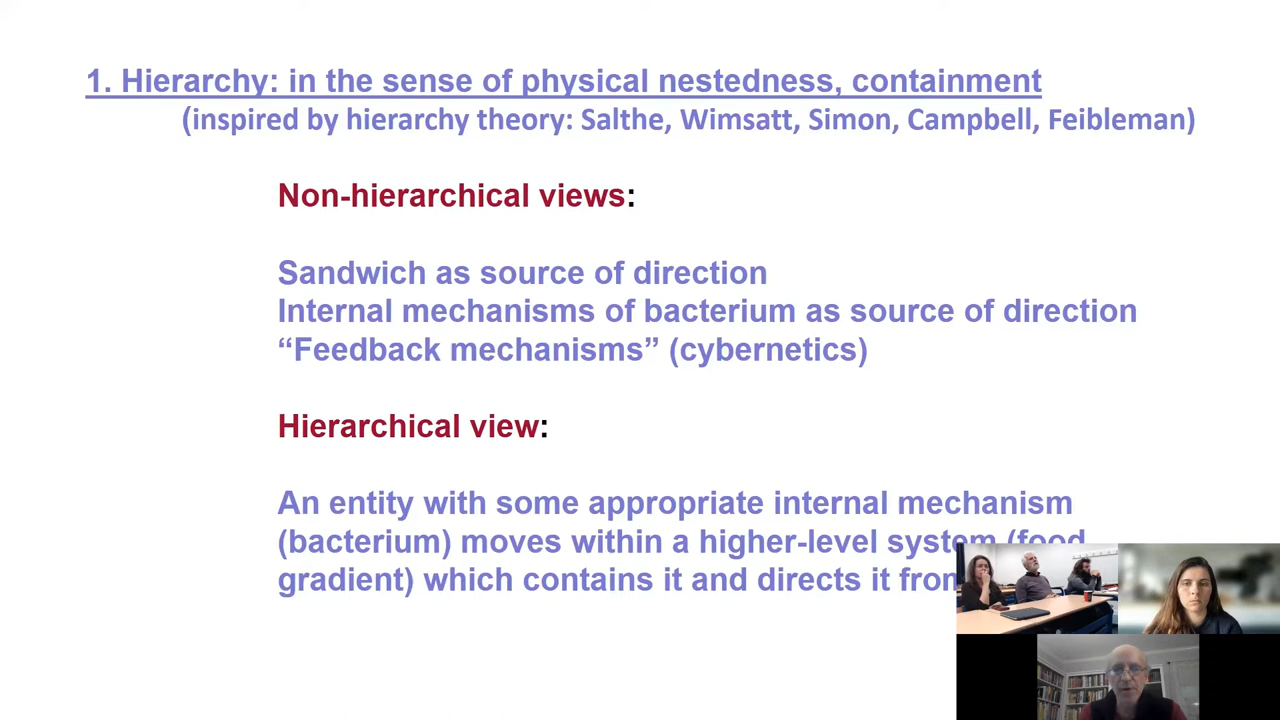 1. Hierarchy: in the sense of physical nestedness, containment
(inspired by hierarchy theory: Salthe, Wimsatt, Simon, Campbell, Feibleman)
Non-hierarchical views:
Sandwich as source of direction
Internal mechanisms of bacterium as source of direction
“Feedback mechanisms” (cybernetics)
Hierarchical view:
An entity with some appropriate internal mechanism
(bacterium) moves within a higher-level system (food
gradient) which contains it and directs it from